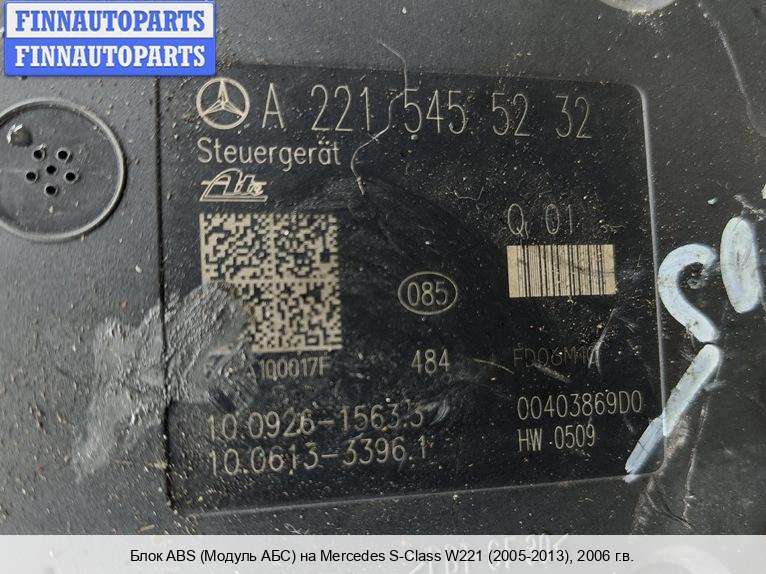 FINNAUTOPARTS
FINNAUTOPARTS
A 221 545 52 32
Steuergerät
Ate
Q 01
085
484
00403869D0
10.0926-1563.3
HW 0509
10.0613-3396.1
Блок ABS (Модуль АБС) на Mercedes S-Class W221 (2005-2013), 2006 г.в.